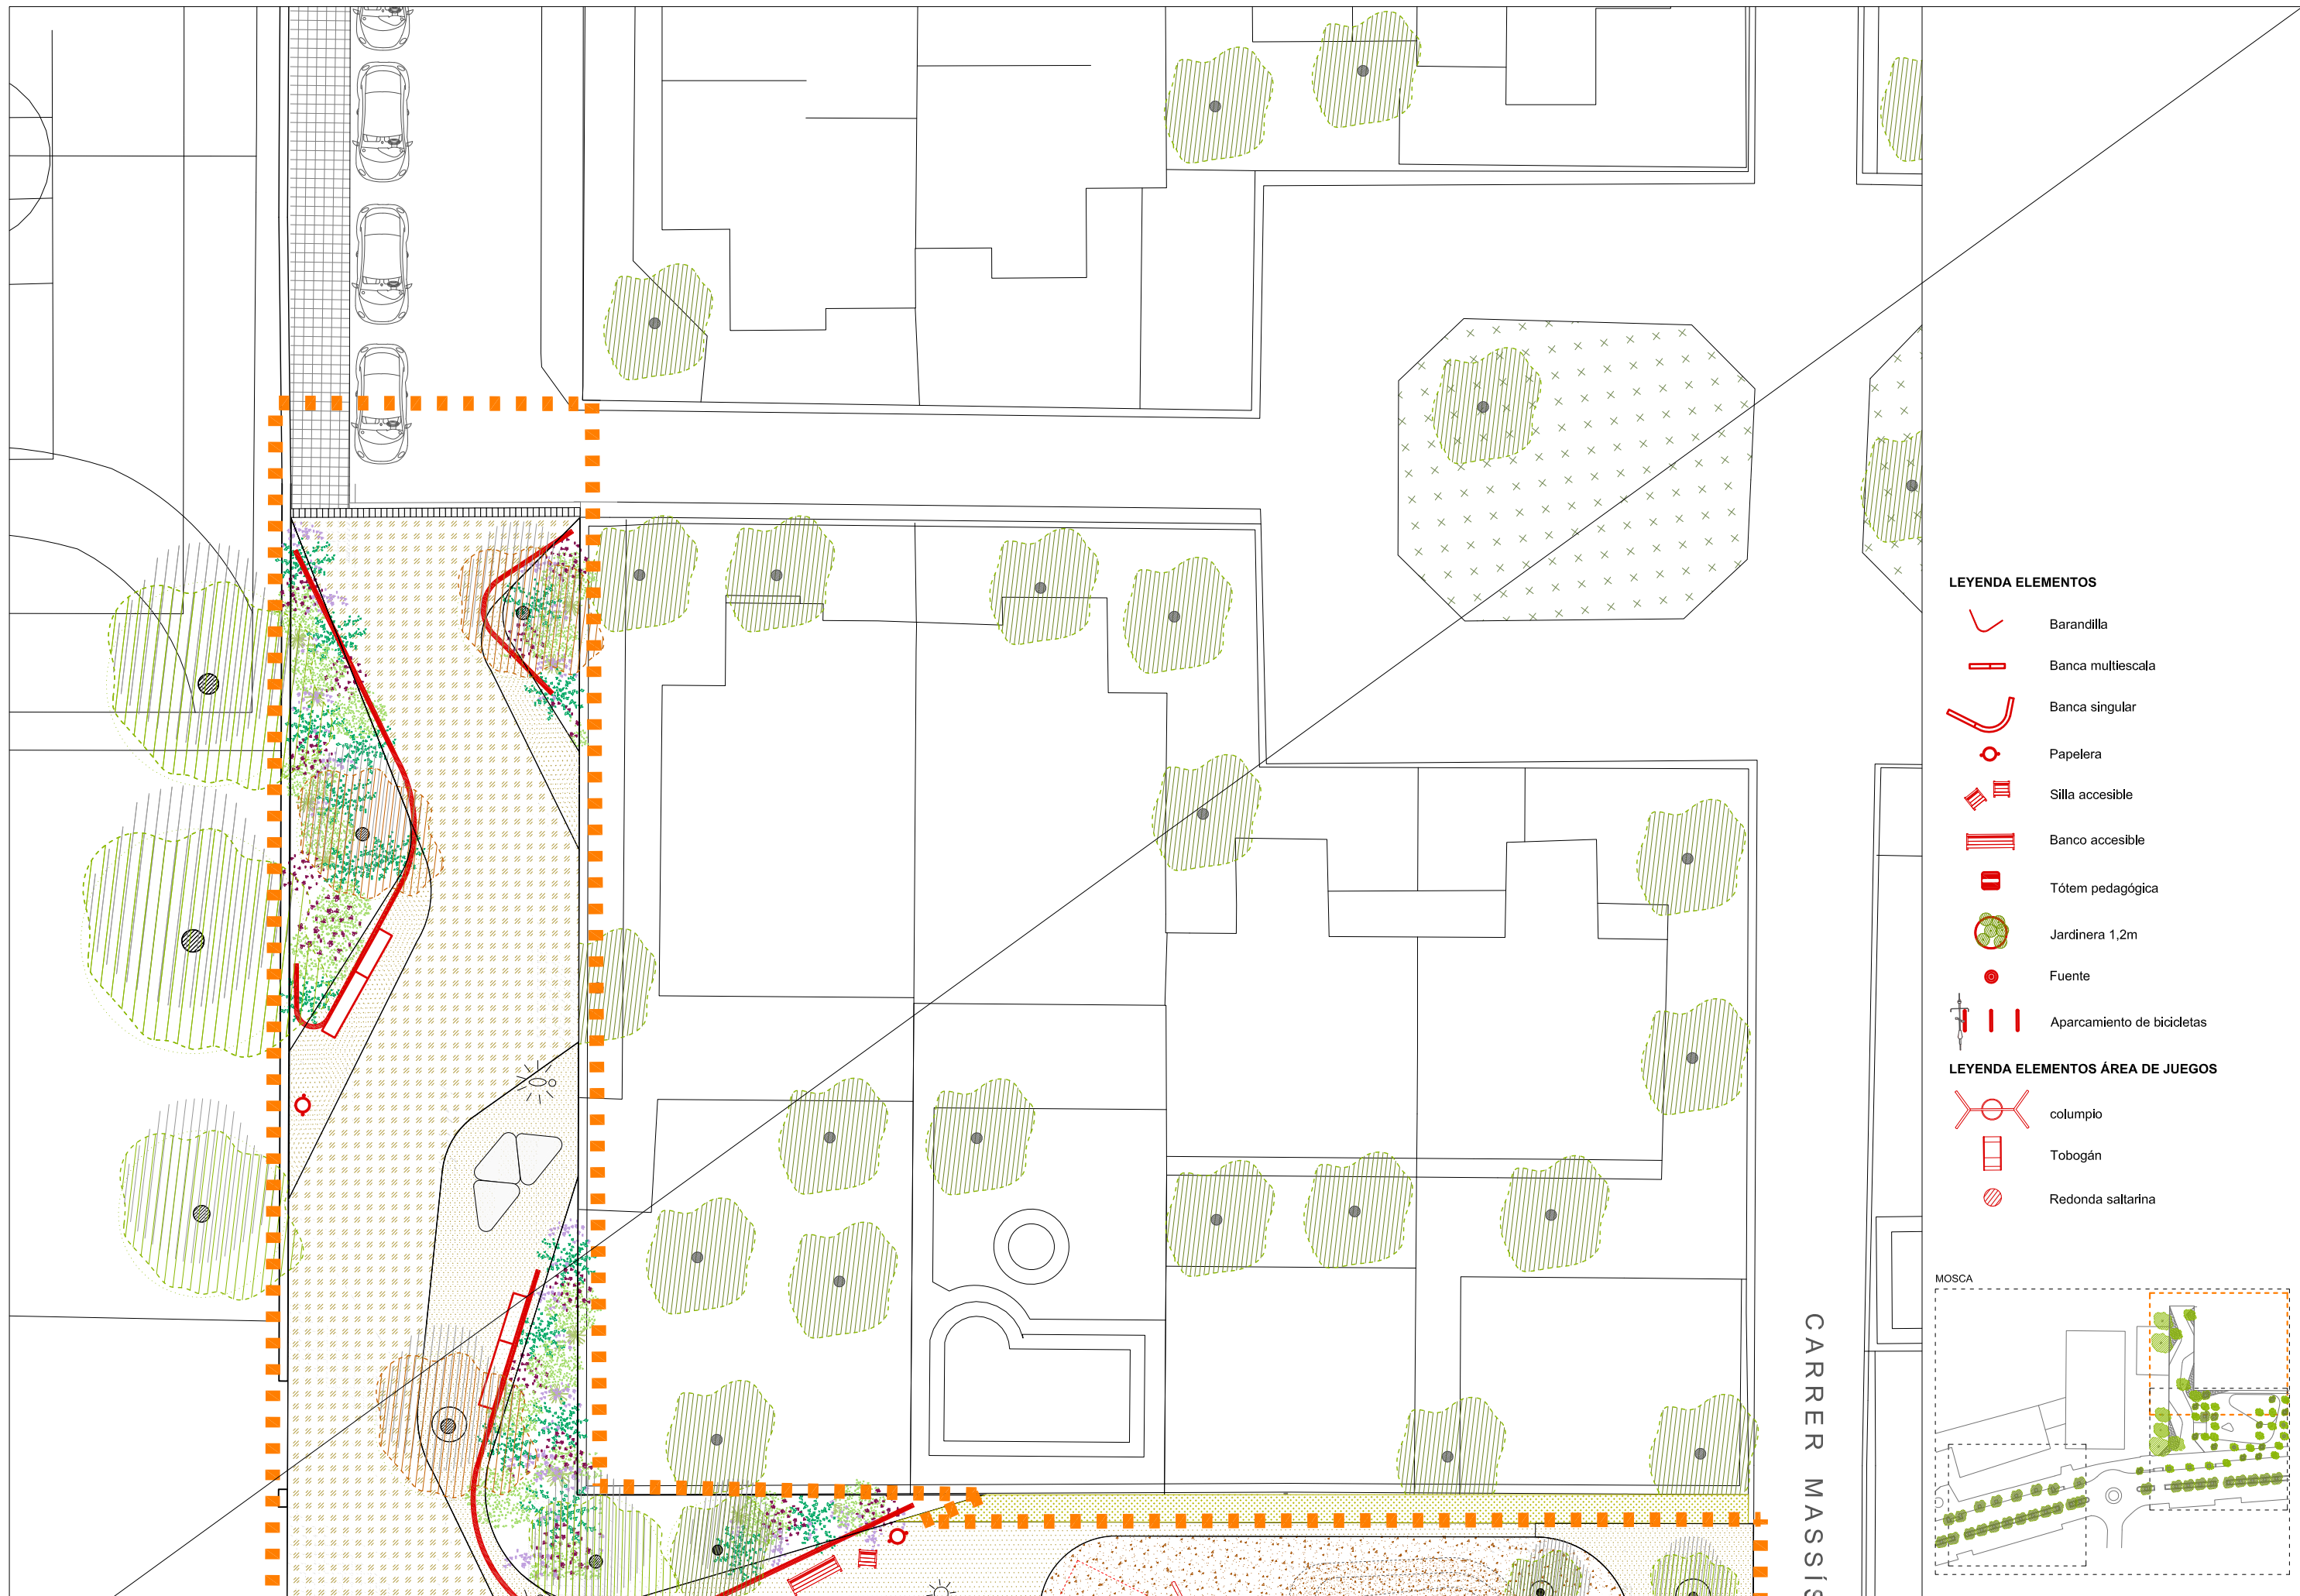 LEYENDA ELEMENTOS
Barandilla
Banca multiescala
Banca singular
Papelera
Silla accesible
Banco accesible
Tótem pedagógica
Jardinera 1,2m
Fuente
Aparcamiento de bicicletas
LEYENDA ELEMENTOS ÁREA DE JUEGOS
columpio
Tobogán
Redonda saltarina
MOSCA
CARRER MASSÍS